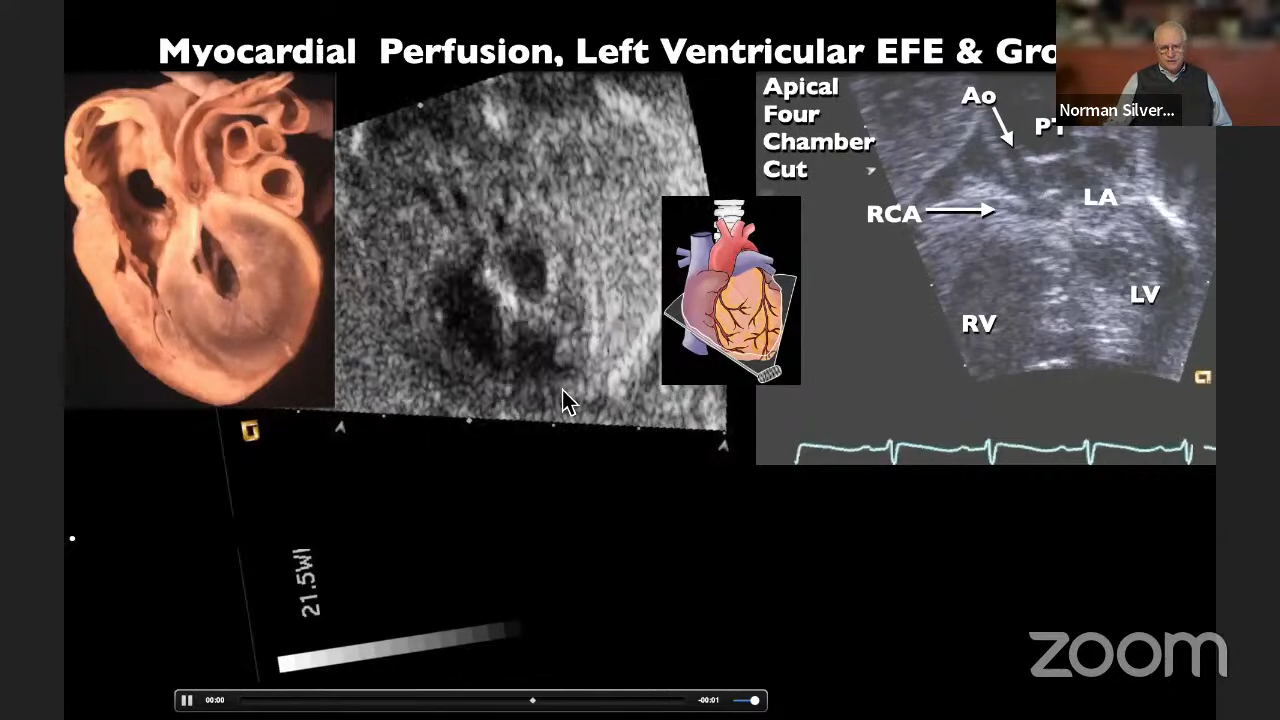 Myocardial Perfusion, Left Ventricular EFE & Gro
Norman Silver...
Apical
Four
Chamber
Cut
Ao
PT
RCA
LA
LV
RV
21.5WI
zoom
00:00
-00:01